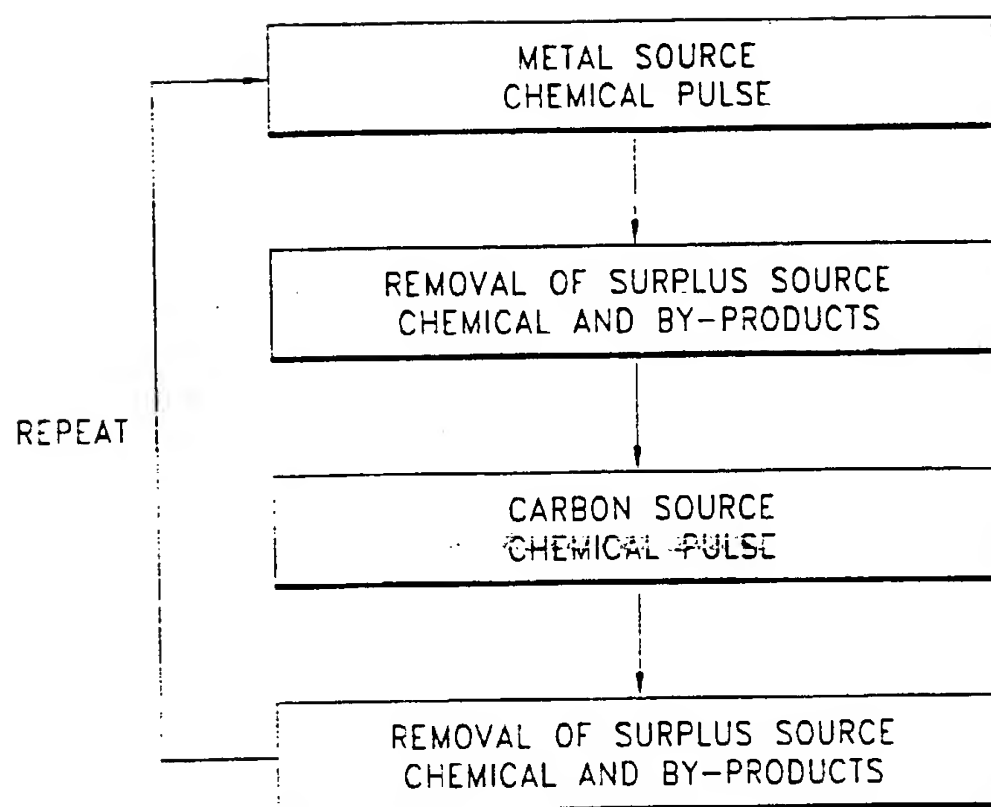 METAL SOURCE
CHEMICAL PULSE
REMOVAL OF SURPLUS SOURCE
CHEMICAL AND BY-PRODUCTS
REPEAT
CARBON SOURCE
CHEMICAL PULSE
REMOVAL OF SURPLUS SOURCE
CHEMICAL AND BY-PRODUCTS